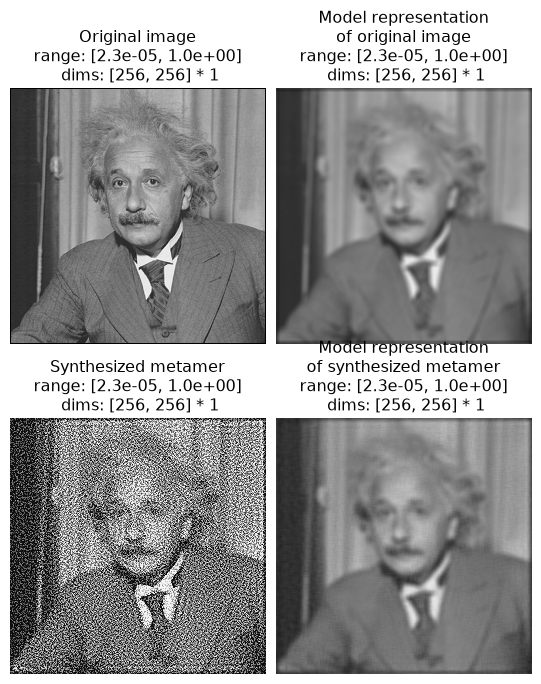 Original image
range: [2.3e-05, 1.0e+00]
dims: [256, 256] * 1
Model representation
of original image
range: [2.3e-05, 1.0e+00]
dims: [256, 256] * 1
Synthesized metamer
range: [2.3e-05, 1.0e+00]
dims: [256, 256] * 1
Model representation
of synthesized metamer
range: [2.3e-05, 1.0e+00]
dims: [256, 256] * 1